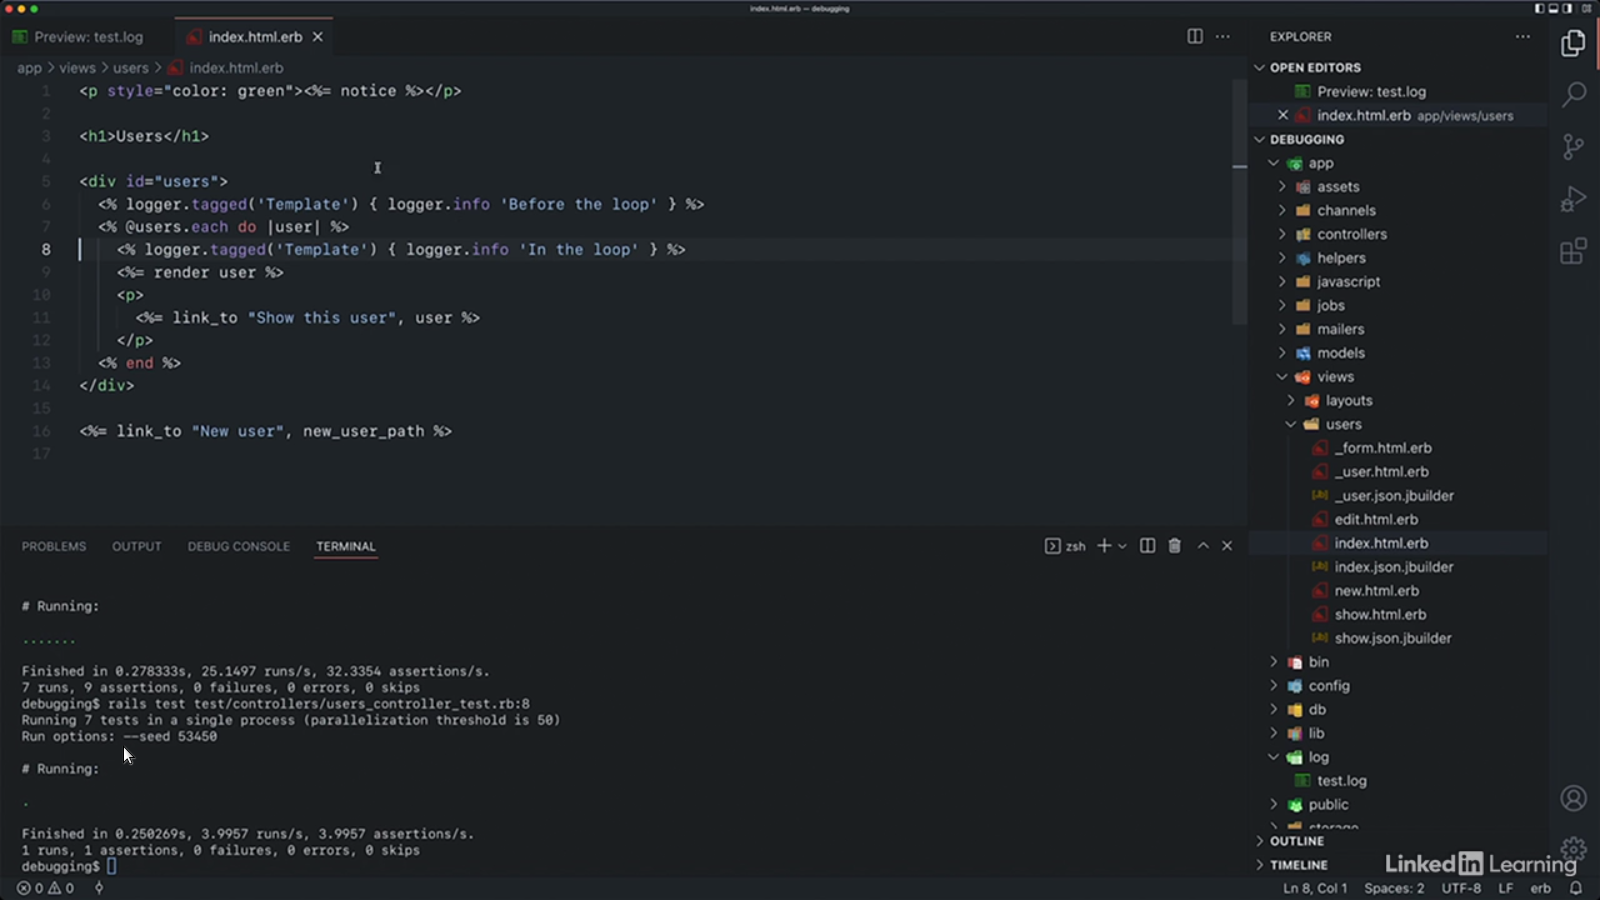 index.html.erb — debugging
Preview: test.log
index.html.erb
app > views > users > index.html.erb
1 <p style="color: green"><%= notice %></p>
2
3 <h1>Users</h1>
4
5 <div id="users">
6 <% logger.tagged('Template') { logger.info 'Before the loop' } %>
7 <% @users.each do |user| %>
8 <% logger.tagged('Template') { logger.info 'In the loop' } %>
9 <%= render user %>
10 <p>
11 <%= link_to "Show this user", user %>
12 </p>
13 <% end %>
14 </div>
15
16 <%= link_to "New user", new_user_path %>
17
PROBLEMS OUTPUT DEBUG CONSOLE TERMINAL
zsh
# Running:
.......
Finished in 0.278333s, 25.1497 runs/s, 32.3354 assertions/s.
7 runs, 9 assertions, 0 failures, 0 errors, 0 skips
debugging$ rails test test/controllers/users_controller_test.rb:8
Running 7 tests in a single process (parallelization threshold is 50)
Run options: --seed 53450
# Running:
.
Finished in 0.250269s, 3.9957 runs/s, 3.9957 assertions/s.
1 runs, 1 assertions, 0 failures, 0 errors, 0 skips
debugging$
EXPLORER
OPEN EDITORS
Preview: test.log
index.html.erb app/views/users
DEBUGGING
app
assets
channels
controllers
helpers
javascript
jobs
mailers
models
views
layouts
users
_form.html.erb
_user.html.erb
_user.json.jbuilder
edit.html.erb
index.html.erb
index.json.jbuilder
new.html.erb
show.html.erb
show.json.jbuilder
bin
config
db
lib
log
test.log
public
storage
OUTLINE
TIMELINE
LinkedIn Learning
0 0
Ln 8, Col 1 Spaces: 2 UTF-8 LF erb